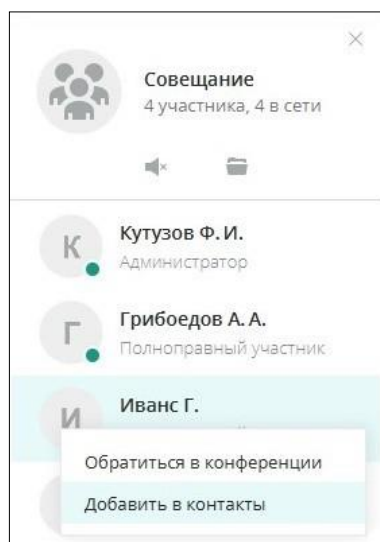 Совещание
4 участника, 4 в сети
К
Кутузов Ф. И.
Администратор
Г
Грибоедов А. А.
Полноправный участник
И
Иванс Г.
Обратиться в конференции
Добавить в контакты